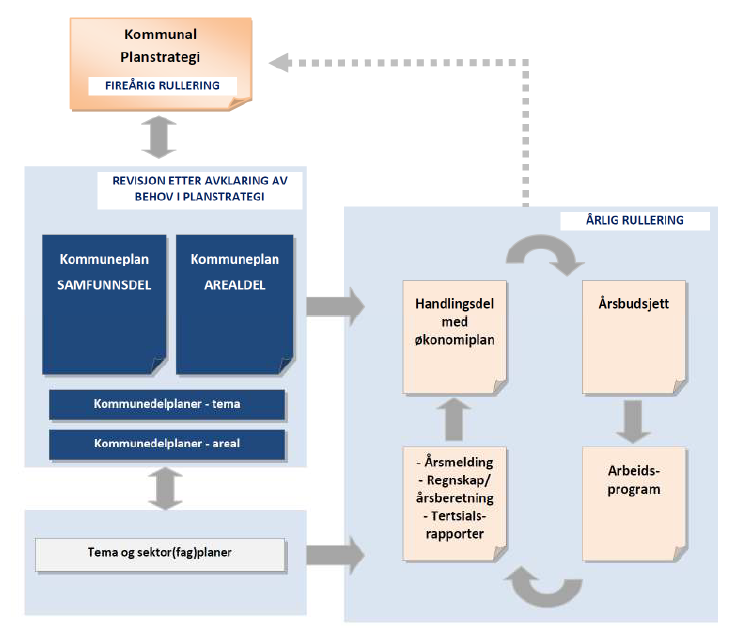 Kommunal
Planstrategi
FIREÅRIG RULLERING
REVISJON ETTER AVKLARING AV
BEHOV I PLANSTRATEGI
Kommuneplan
SAMFUNNSDEL
Kommuneplan
AREALDEL
Kommunedelplaner - tema
Kommunedelplaner - areal
Tema og sektor(fag)planer
ÅRLIG RULLERING
Handlingsdel
med
økonomiplan
Årsbudsjett
- Årsmelding
- Regnskap/
årsberetning
- Tertsials-
rapporter
Arbeids-
program